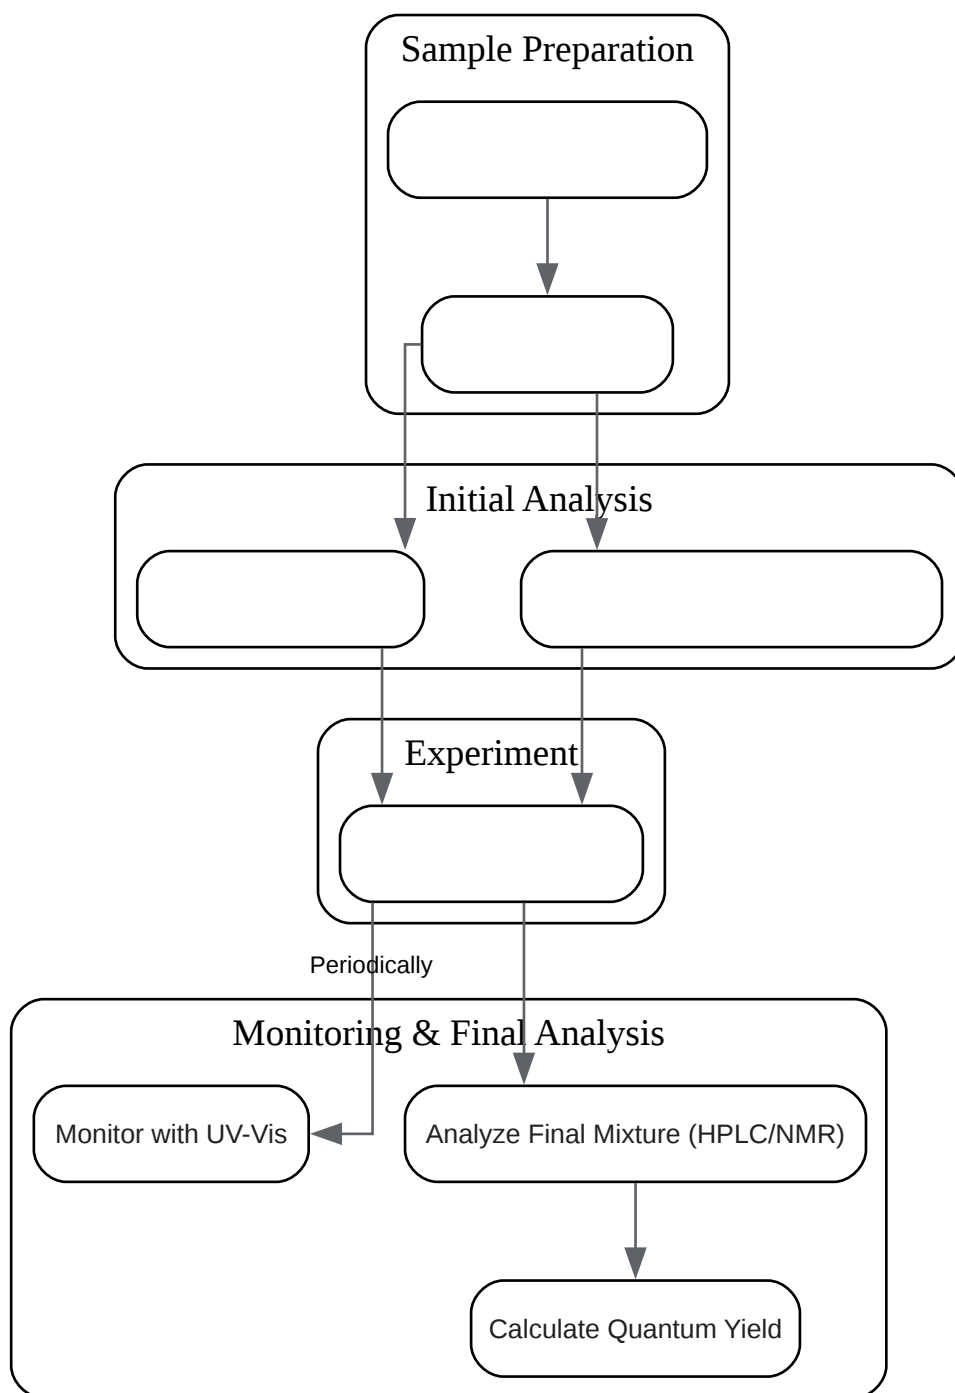 Sample Preparation
Initial Analysis
Experiment
Periodically
Monitoring & Final Analysis
Monitor with UV-Vis
Analyze Final Mixture (HPLC/NMR)
Calculate Quantum Yield